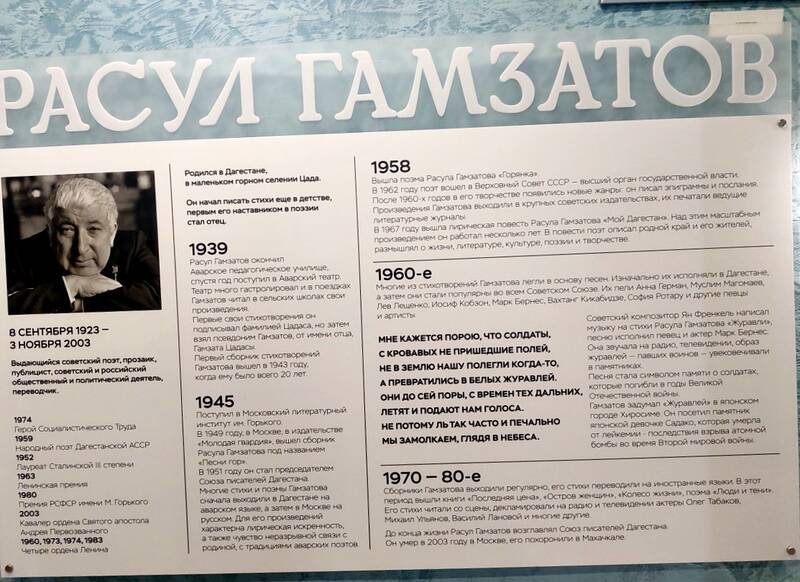 РАСУЛ ГАМЗАТОВ
8 СЕНТЯБРЯ 1923 –
3 НОЯБРЯ 2003
Выдающийся советский поэт, прозаик,
публицист, советский и российский
общественный и политический деятель,
переводчик.
1974
Герой Социалистического Труда
1959
Народный поэт Дагестанской АССР
1952
Лауреат Сталинской III степени
1963
Ленинская премия
1980
Премия РСФСР имени М. Горького
2003
Кавалер ордена Святого апостола
Андрея Первозванного
1960, 1973, 1974, 1983
Четыре ордена Ленина
Родился в Дагестане,
в маленьком горном селении Цада.
Он начал писать стихи еще в детстве,
первым его наставником в поэзии
стал отец.
1939
Расул Гамзатов окончил
Аварское педагогическое училище,
спустя год поступил в Аварский театр.
Театр много гастролировал и в поездках
Гамзатов читал в сельских школах свои
произведения.
Первые свои стихотворения он
подписывал фамилией Цадаса, но затем
взял псевдоним Гамзатов, от имени отца,
Гамзата Цадасы.
Первый сборник стихотворений
Гамзатова вышел в 1943 году,
когда ему было всего 20 лет.
1945
Поступил в Московский литературный
институт им. Горького.
В 1949 году, в Москве, в издательстве
«Молодая гвардия», вышел сборник
Расула Гамзатова под названием
«Песни гор».
В 1951 году он стал председателем
Союза писателей Дагестана.
Многие стихи и поэмы Гамзатова
сначала выходили в Дагестане на
аварском языке, а затем в Москве на
русском. Для его произведений
характерна лирическая искренность,
а также чувство неразрывной связи с
родиной, с традициями аварских поэтов.
1958
Вышла поэма Расула Гамзатова «Горянка».
В 1962 году поэт вошел в Верховный Совет СССР – высший орган государственной власти.
После 1960-х годов в его творчестве появились новые жанры: он писал эпиграммы и послания.
Произведения Гамзатова выходили в крупных советских издательствах, их печатали ведущие
литературные журналы.
В 1967 году вышла лирическая повесть Расула Гамзатова «Мой Дагестан». Над этим масштабным
произведением он работал несколько лет. В повести поэт описал родной край и его жителей,
размышлял о жизни, литературе, культуре, поэзии и творчестве.
1960-е
Многие из стихотворений Гамзатова легли в основу песен. Изначально их исполняли в Дагестане,
а затем они стали популярны во всем Советском Союзе. Их пели Анна Герман, Муслим Магомаев,
Лев Лещенко, Иосиф Кобзон, Марк Бернес, Вахтанг Кикабидзе, София Ротару и другие певцы
и артисты.
МНЕ КАЖЕТСЯ ПОРОЮ, ЧТО СОЛДАТЫ,
С КРОВАВЫХ НЕ ПРИШЕДШИЕ ПОЛЕЙ,
НЕ В ЗЕМЛЮ НАШУ ПОЛЕГЛИ КОГДА-ТО,
А ПРЕВРАТИЛИСЬ В БЕЛЫХ ЖУРАВЛЕЙ.
ОНИ ДО СЕЙ ПОРЫ, С ВРЕМЕН ТЕХ ДАЛЬНИХ,
ЛЕТЯТ И ПОДАЮТ НАМ ГОЛОСА.
НЕ ПОТОМУ ЛЬ ТАК ЧАСТО И ПЕЧАЛЬНО
МЫ ЗАМОЛКАЕМ, ГЛЯДЯ В НЕБЕСА.
Советский композитор Ян Френкель написал
музыку на стихи Расула Гамзатова «Журавли»,
песню исполнил певец и актер Марк Бернес.
Она звучала на радио, телевидении, образ
журавлей – павших воинов – увековечивали
в памятниках.
Песня стала символом памяти о солдатах,
которые погибли в годы Великой
Отечественной войны.
Гамзатов задумал «Журавлей» в японском
городе Хиросиме. Он посетил памятник
японской девочке Садако, которая умерла
от лейкемии - последствия взрыва атомной
бомбы во время Второй мировой войны.
1970 – 80-е
Сборники Гамзатова выходили регулярно, его стихи переводили на иностранные языки. В этот
период вышли книги «Последняя цена», «Остров женщин», «Колесо жизни», поэма «Люди и тени».
Его стихи читали со сцены, декламировали на радио и телевидении актеры Олег Табаков,
Михаил Ульянов, Василий Лановой и многие другие.
До конца жизни Расул Гамзатов возглавлял Союз писателей Дагестана.
Он умер в 2003 году в Москве, его похоронили в Махачкале.